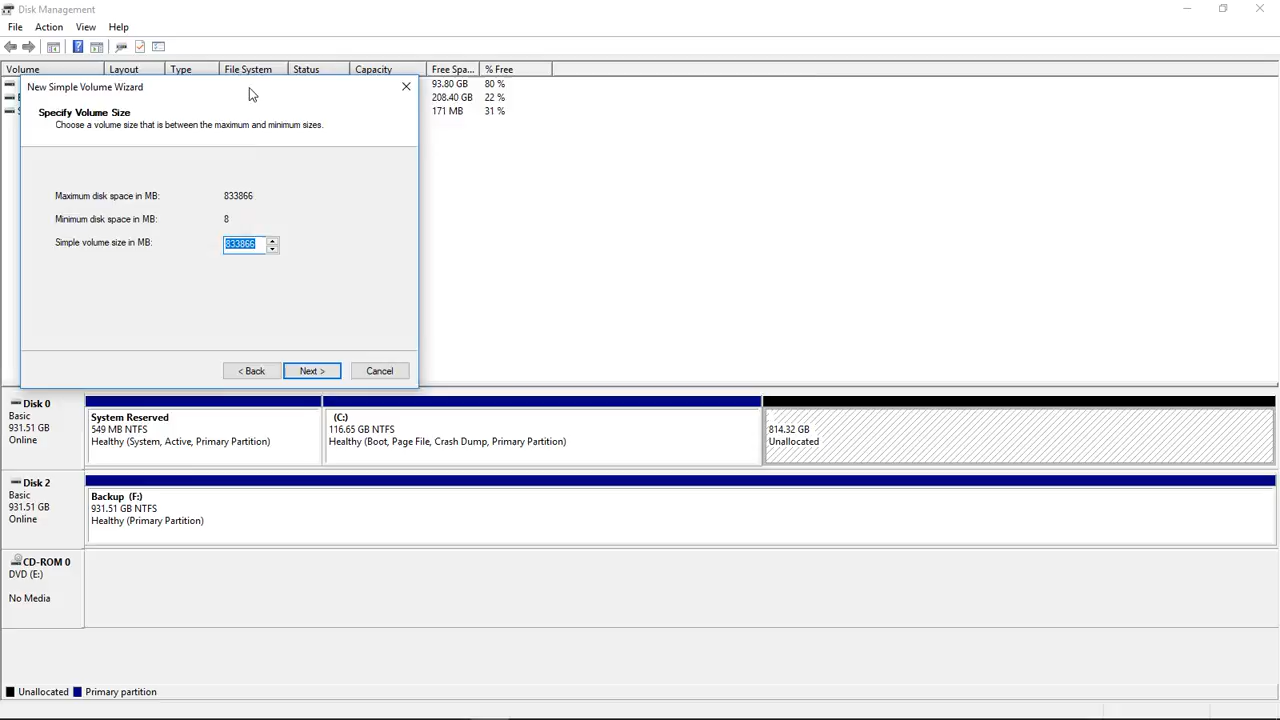 Disk Management
File Action View Help
Volume Layout Type File System Status Capacity Free Spa... % Free
93.80 GB 80 %
208.40 GB 22 %
171 MB 31 %
New Simple Volume Wizard
Specify Volume Size
Choose a volume size that is between the maximum and minimum sizes.
Maximum disk space in MB: 833866
Minimum disk space in MB: 8
Simple volume size in MB: 833866
< Back Next > Cancel
Disk 0
Basic
931.51 GB
Online
System Reserved
549 MB NTFS
Healthy (System, Active, Primary Partition)
(C:)
116.65 GB NTFS
Healthy (Boot, Page File, Crash Dump, Primary Partition)
814.32 GB
Unallocated
Disk 2
Basic
931.51 GB
Online
Backup (F:)
931.51 GB NTFS
Healthy (Primary Partition)
CD-ROM 0
DVD (E:)
No Media
Unallocated Primary partition